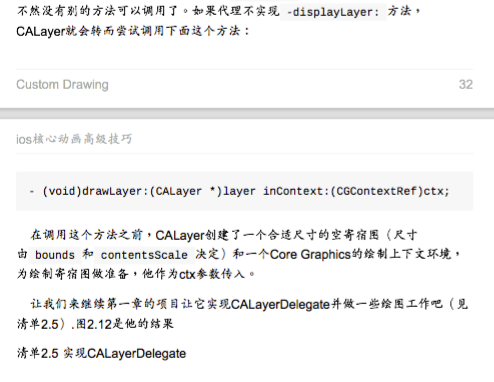 不然没有别的方法可以调用了。如果代理不实现 -displayLayer: 方法，
CALayer就会转而尝试调用下面这个方法：
Custom Drawing 32
ios核心动画高级技巧
- (void)drawLayer:(CALayer *)layer inContext:(CGContextRef)ctx;
在调用这个方法之前，CALayer创建了一个合适尺寸的空寄宿图（尺寸
由 bounds 和 contentsScale 决定）和一个Core Graphics的绘制上下文环境，
为绘制寄宿图做准备，他作为ctx参数传入。
让我们来继续第一章的项目让它实现CALayerDelegate并做一些绘图工作吧（见
清单2.5）.图2.12是他的结果
清单2.5 实现CALayerDelegate